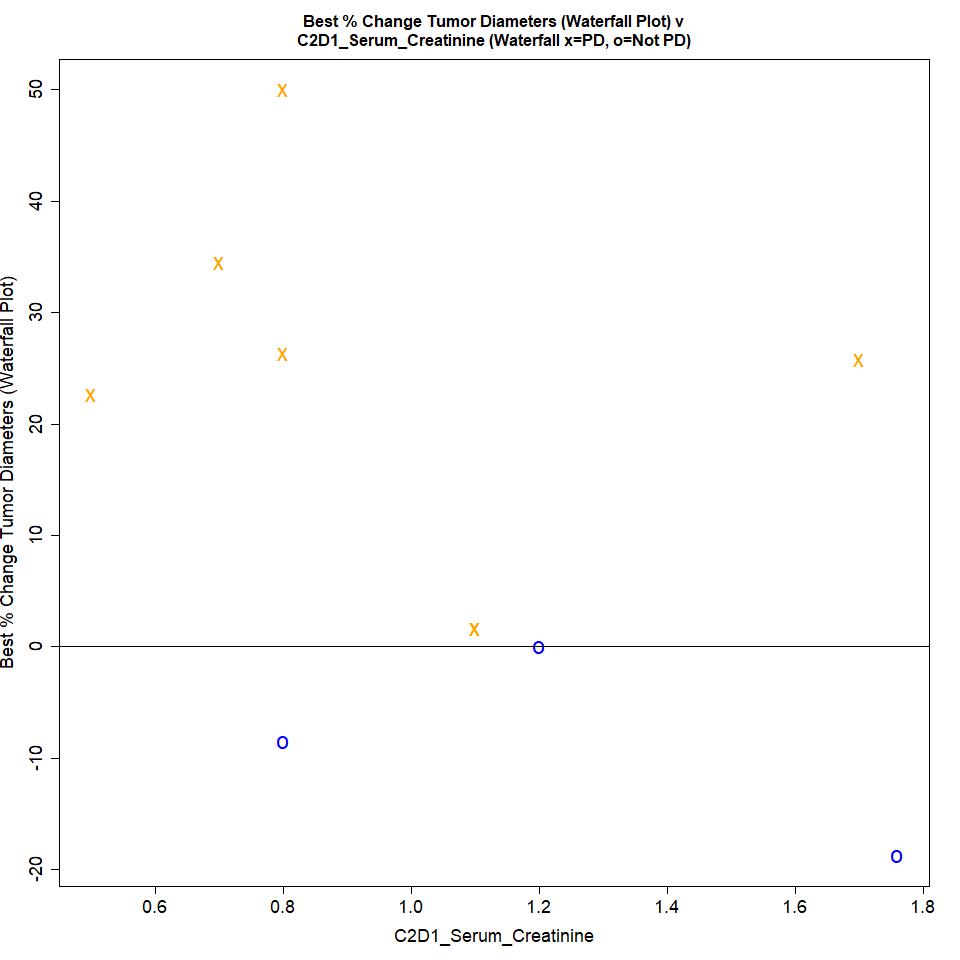 Best % Change Tumor Diameters (Waterfall Plot) v
C2D1_Serum_Creatinine (Waterfall x=PD, o=Not PD)
Best % Change Tumor Diameters (Waterfall Plot)
50
40
30
20
10
0
-10
-20
X
X
X
X
X
X
O
O
O
0.6 0.8 1.0 1.2 1.4 1.6 1.8
C2D1_Serum_Creatinine